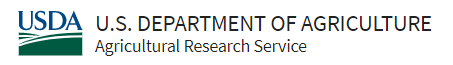 USDA
U.S. DEPARTMENT OF AGRICULTURE
Agricultural Research Service